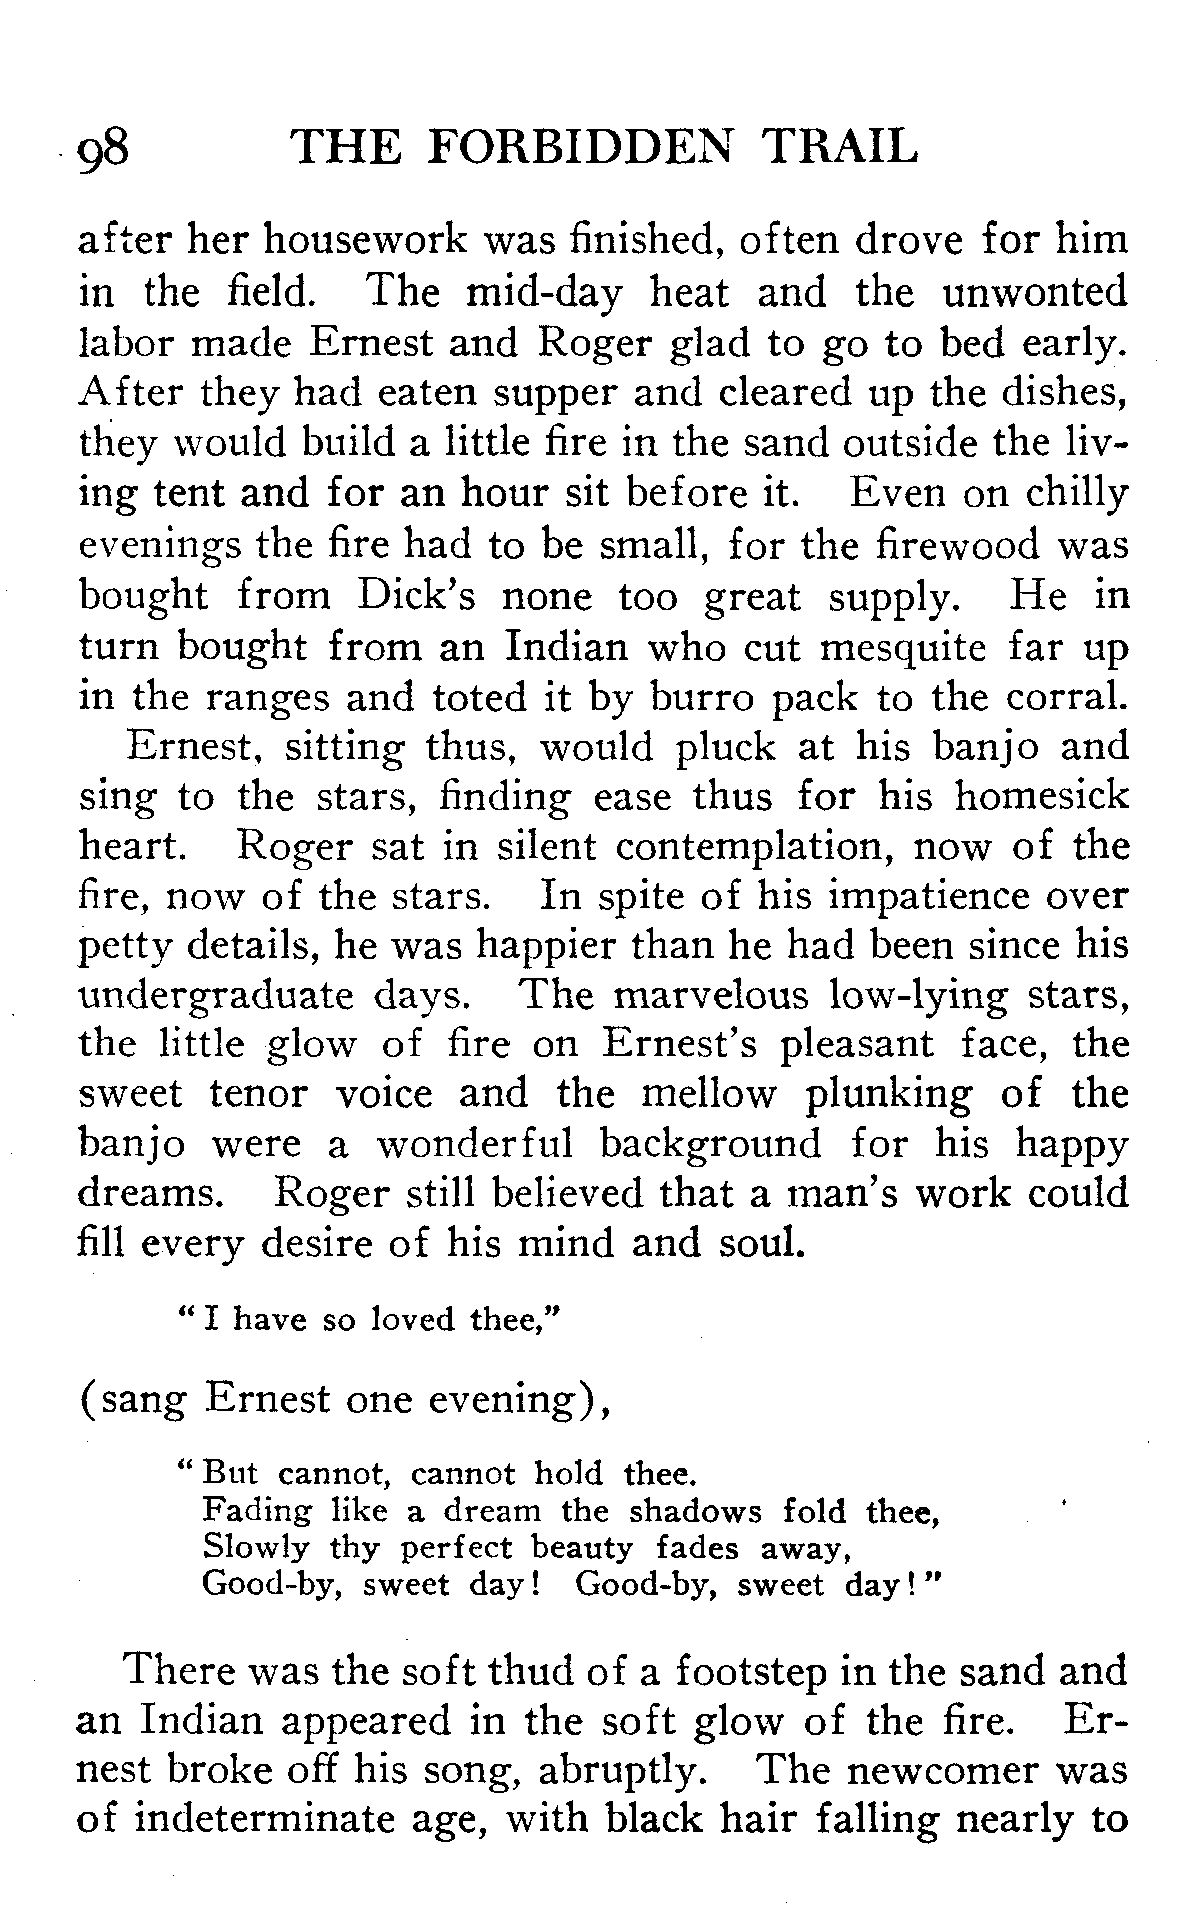 98 THE FORBIDDEN TRAIL
after her housework was finished, often drove for him
in the field. The mid-day heat and the unwonted
labor made Ernest and Roger glad to go to bed early.
After they had eaten supper and cleared up the dishes,
they would build a little fire in the sand outside the liv-
ing tent and for an hour sit before it. Even on chilly
evenings the fire had to be small, for the firewood was
bought from Dick's none too great supply. He in
turn bought from an Indian who cut mesquite far up
in the ranges and toted it by burro pack to the corral.
Ernest, sitting thus, would pluck at his banjo and
sing to the stars, finding ease thus for his homesick
heart. Roger sat in silent contemplation, now of the
fire, now of the stars. In spite of his impatience over
petty details, he was happier than he had been since his
undergraduate days. The marvelous low-lying stars,
the little glow of fire on Ernest's pleasant face, the
sweet tenor voice and the mellow plunking of the
banjo were a wonderful background for his happy
dreams. Roger still believed that a man's work could
fill every desire of his mind and soul.
"I have so loved thee,"
(sang Ernest one evening),
"But cannot, cannot hold thee.
Fading like a dream the shadows fold thee,
Slowly thy perfect beauty fades away,
Good-by, sweet day! Good-by, sweet day!"
There was the soft thud of a footstep in the sand and
an Indian appeared in the soft glow of the fire. Er-
nest broke off his song, abruptly. The newcomer was
of indeterminate age, with black hair falling nearly to